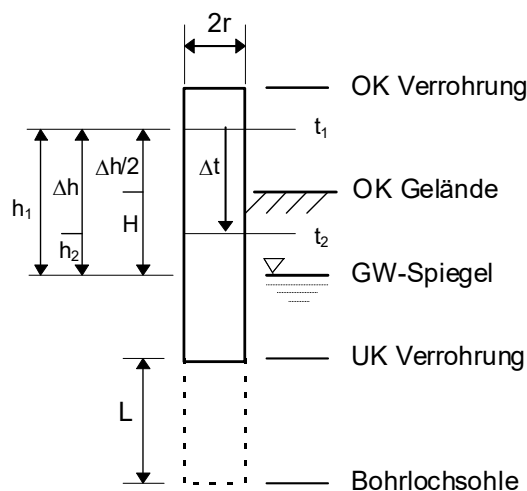 2r
OK Verrohrung
t₁
Δh/2
Δh
Δt
OK Gelände
h₁
H
h₂
t₂
GW-Spiegel
UK Verrohrung
L
Bohrlochsohle